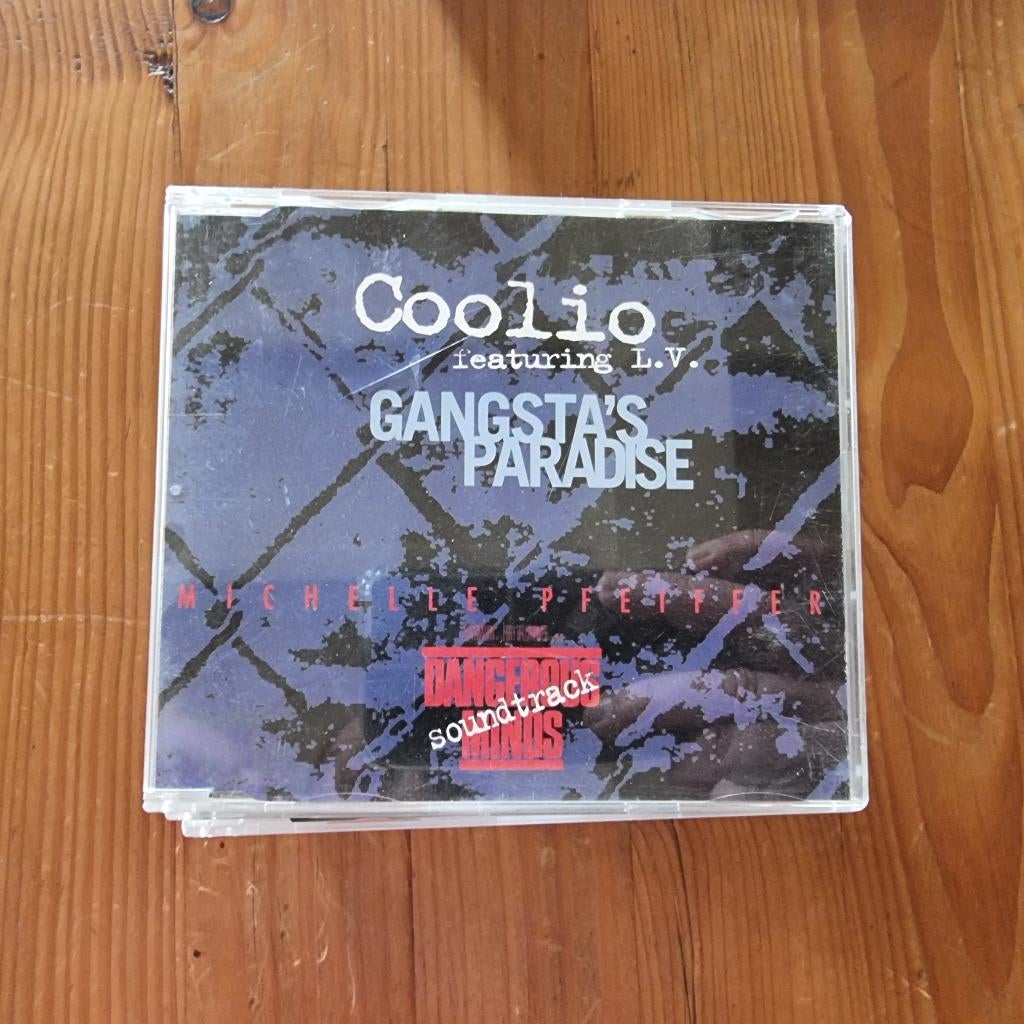 Coolio
featuring L.V.
GANGSTA'S
PARADISE
MICHELLE PFEIFFER
DANGEROUS
soundtrack
MINDS